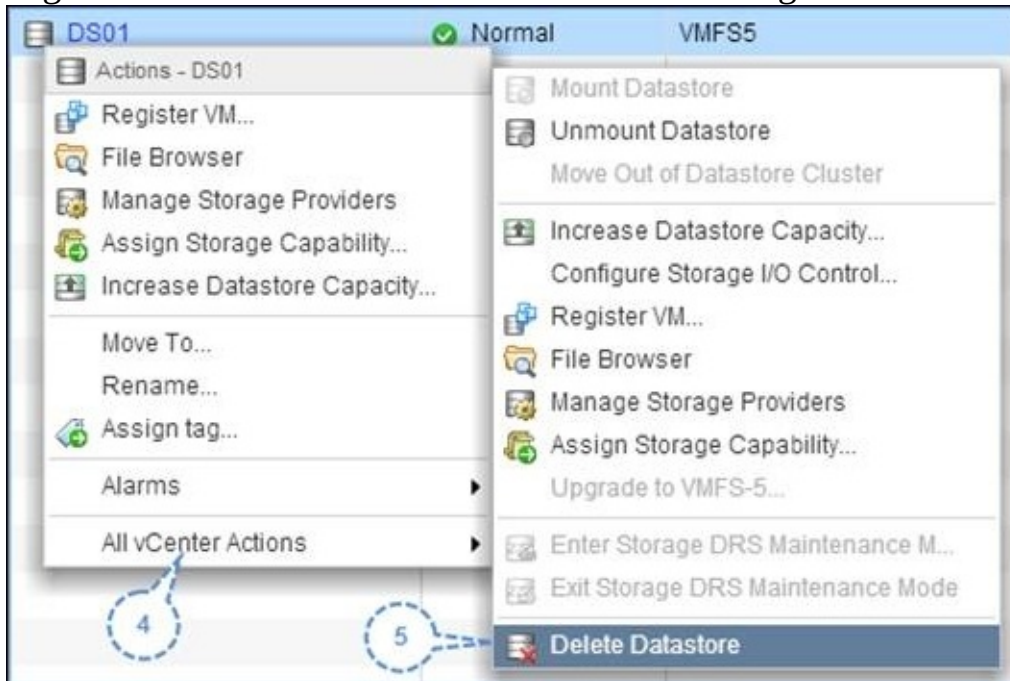 DS01 Normal VMFS5
Actions - DS01
Register VM...
File Browser
Manage Storage Providers
Assign Storage Capability...
Increase Datastore Capacity...
Move To...
Rename...
Assign tag...
Alarms
All vCenter Actions
4
Mount Datastore
Unmount Datastore
Move Out of Datastore Cluster
Increase Datastore Capacity...
Configure Storage I/O Control...
Register VM...
File Browser
Manage Storage Providers
Assign Storage Capability...
Upgrade to VMFS-5...
Enter Storage DRS Maintenance M...
Exit Storage DRS Maintenance Mode
Delete Datastore
5